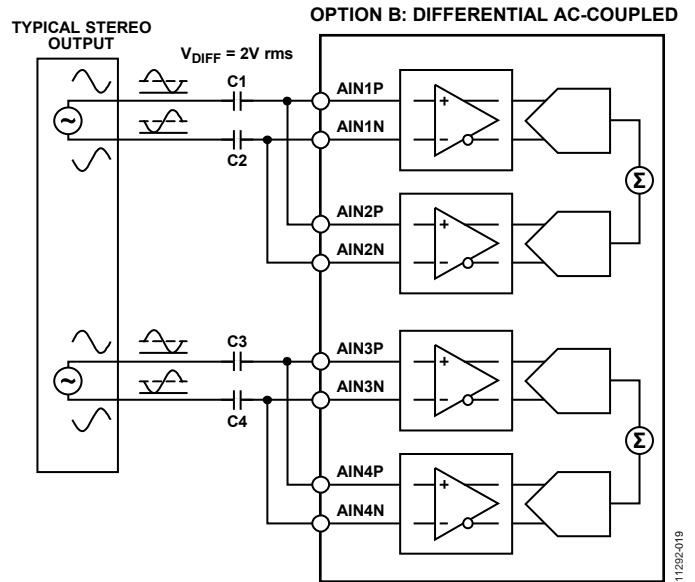 OPTION B: DIFFERENTIAL AC-COUPLED
TYPICAL STEREO
OUTPUT
VDIFF = 2V rms
C1
C2
AIN1P
AIN1N
+
−
Σ
AIN2P
AIN2N
+
−
~
C3
C4
AIN3P
AIN3N
+
−
Σ
AIN4P
AIN4N
+
−
~
11292-019